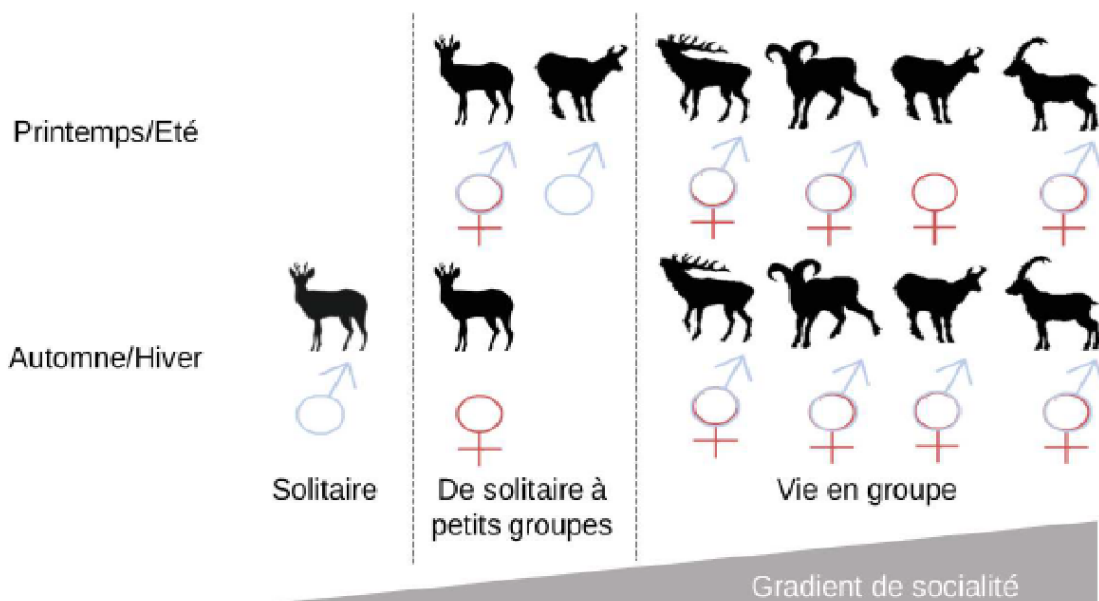 Printemps/Eté
Automne/Hiver
Solitaire
De solitaire à
petits groupes
Vie en groupe
Gradient de socialité